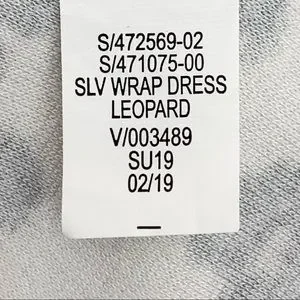 S/472569-02
S/471075-00
SLV WRAP DRESS
LEOPARD
V/003489
SU19
02/19